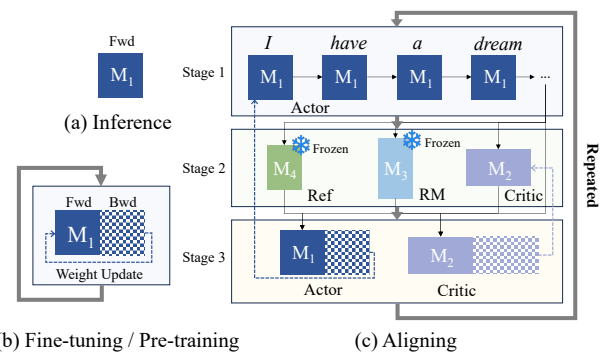 Fwd
M1
(a) Inference
Fwd Bwd
M1
Weight Update
(b) Fine-tuning / Pre-training
Stage 1
I have a dream
M1 M1 M1 M1 ...
Actor
Stage 2
Frozen Frozen
M4 M3 M2
Ref RM Critic
Stage 3
M1 M2
Actor Critic
Repeated
(c) Aligning